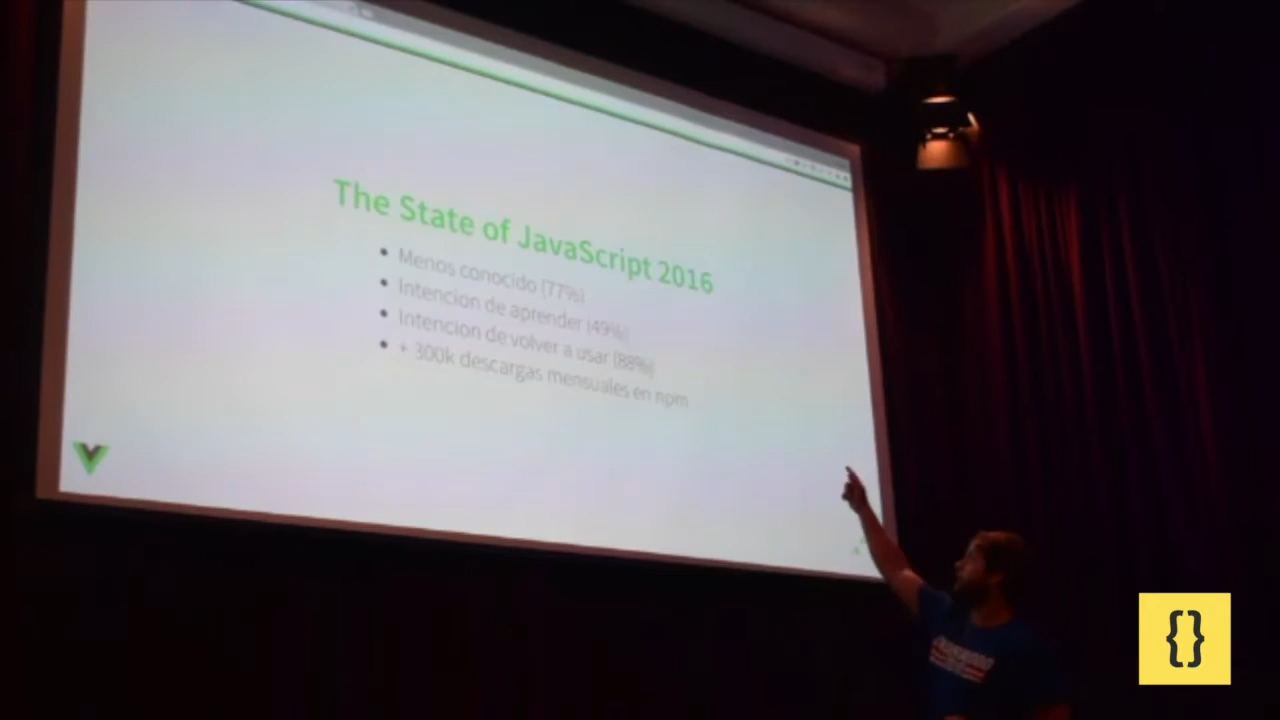 The State of JavaScript 2016
Menos conocido (77%)
Intencion de aprender (49%)
Intencion de volver a usar (88%)
+ 300k descargas mensuales en npm
{}